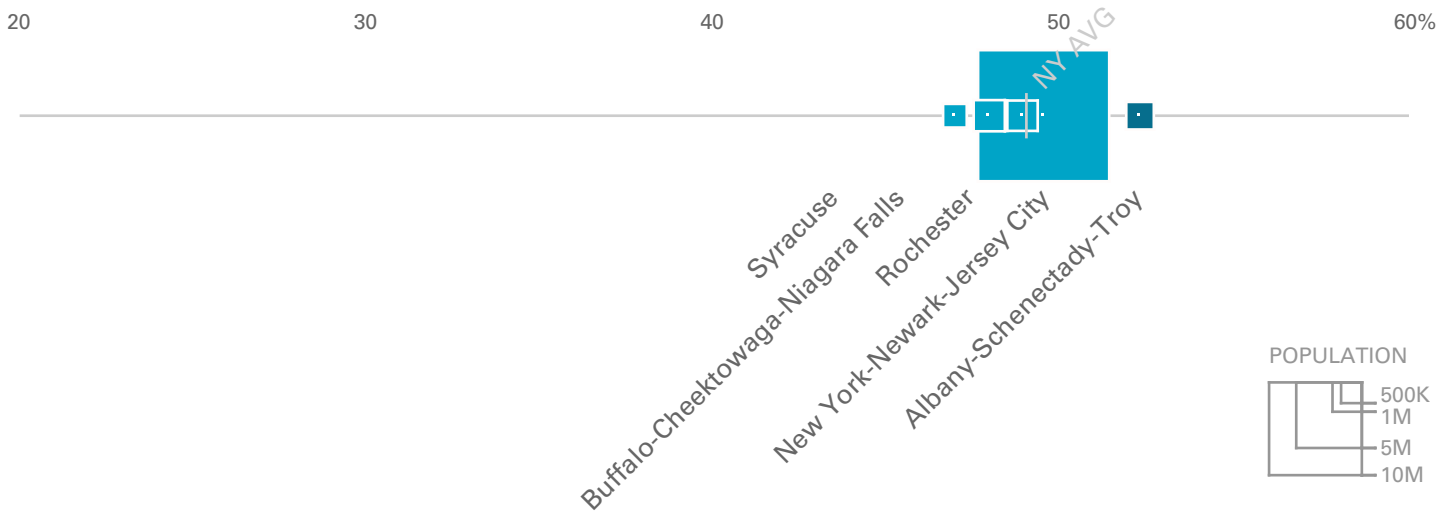 20 30 40 50 60%
NY AVG
Syracuse
Buffalo-Cheektowaga-Niagara Falls
Rochester
New York-Newark-Jersey City
Albany-Schenectady-Troy
POPULATION
500K
1M
5M
10M